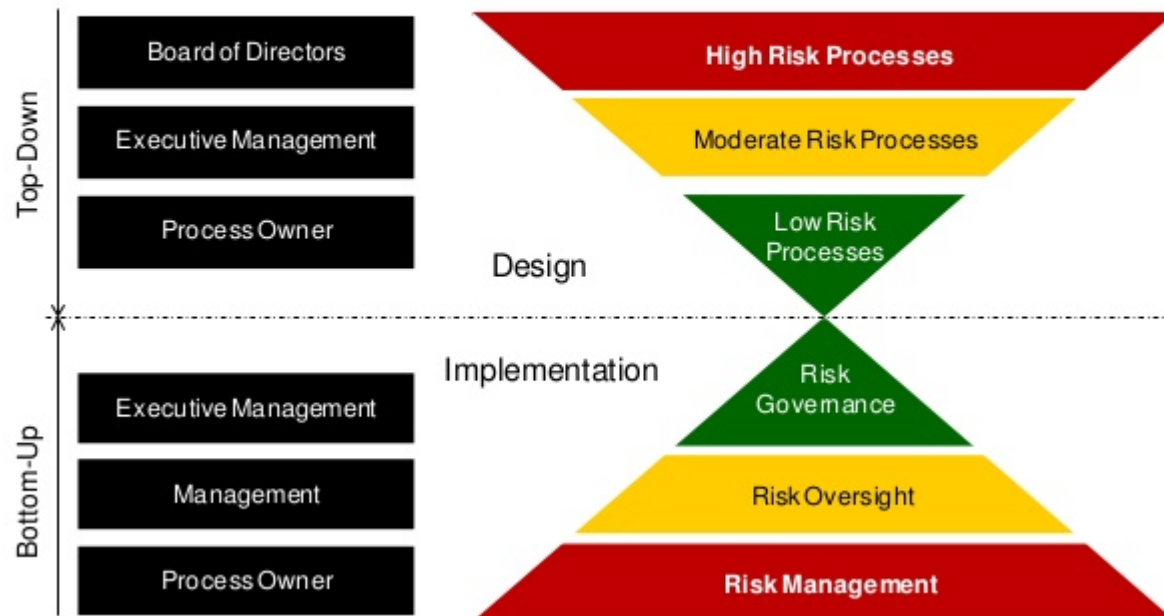 Top-Down
Board of Directors
High Risk Processes
Executive Management
Moderate Risk Processes
Process Owner
Low Risk
Processes
Design
Implementation
Bottom-Up
Executive Management
Risk
Governance
Management
Risk Oversight
Process Owner
Risk Management